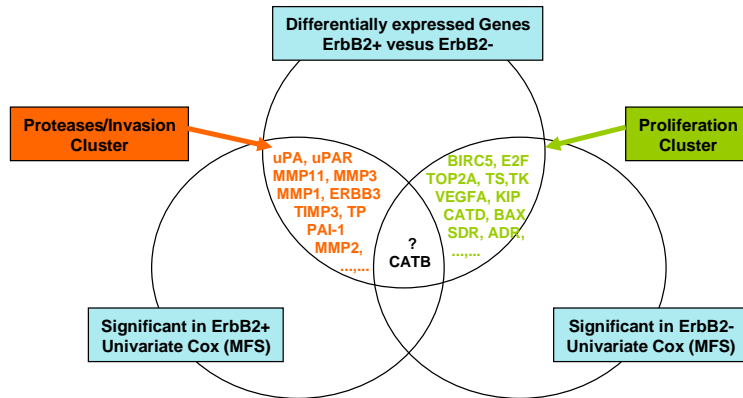 Differentially expressed Genes
ErbB2+ vesus ErbB2-
Proteases/Invasion
Cluster
Proliferation
Cluster
uPA, uPAR
MMP11, MMP3
MMP1, ERBB3
TIMP3, TP
PAI-1
MMP2,
...,...
BIRC5, E2F
TOP2A, TS,TK
VEGFA, KIP
CATD, BAX
SDR, ADR,
...,...
?
CATB
Significant in ErbB2+
Univariate Cox (MFS)
Significant in ErbB2-
Univariate Cox (MFS)